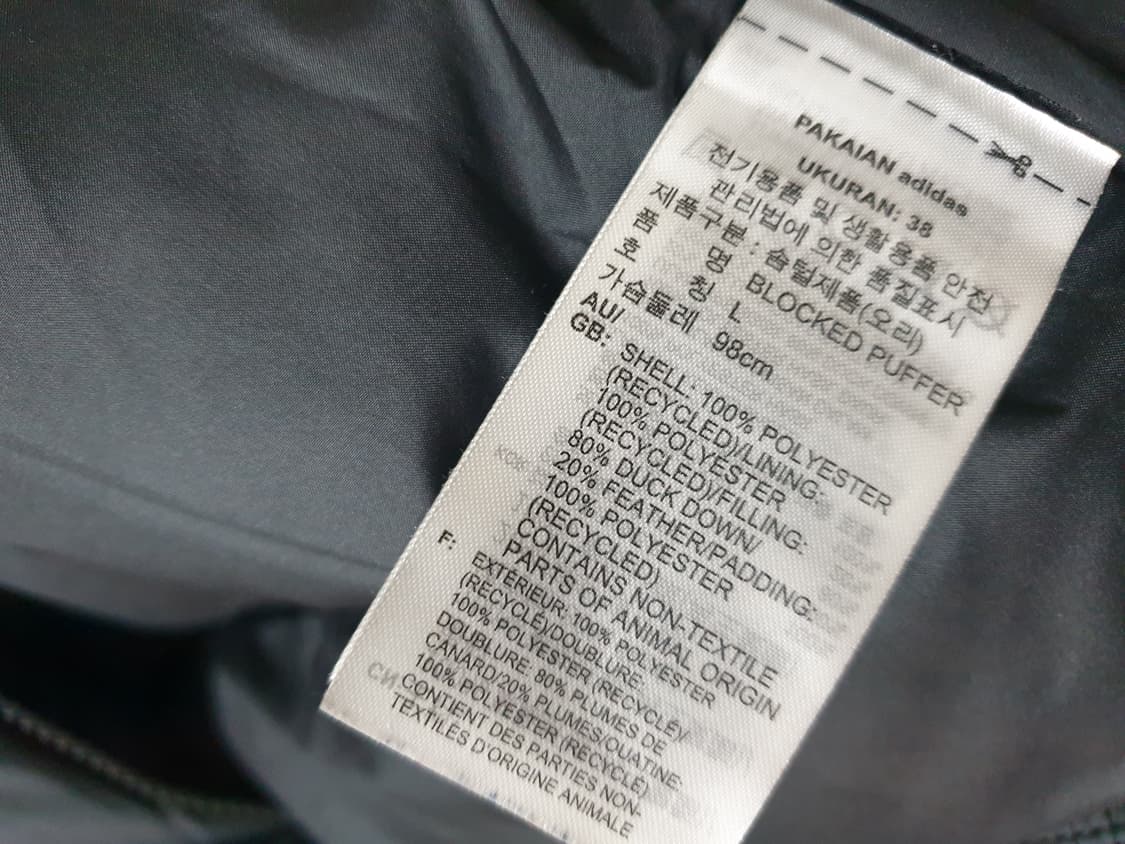 PAKAIAN adidas
UKURAN: 38
전기용품 및 생활용품 안전
관리법에 의한 품질표시
제품구분 : 솜털제품(오리)
품 명 BLOCKED PUFFER
호 칭 L
가슴둘레 98cm
AU/
GB: SHELL: 100% POLYESTER
(RECYCLED)/LINING:
100% POLYESTER
(RECYCLED)/FILLING:
80% DUCK DOWN/
20% FEATHER/PADDING:
100% POLYESTER
(RECYCLED)
CONTAINS NON-TEXTILE
PARTS OF ANIMAL ORIGIN
F: EXTÉRIEUR: 100% POLYESTER
(RECYCLÉ)/DOUBLURE:
100% POLYESTER (RECYCLÉ)/
DOUBLURE: 80% PLUMES DE
CANARD/20% PLUMES/OUATINE:
100% POLYESTER (RECYCLÉ)
CONTIENT DES PARTIES NON-
TEXTILES D'ORIGINE ANIMALE